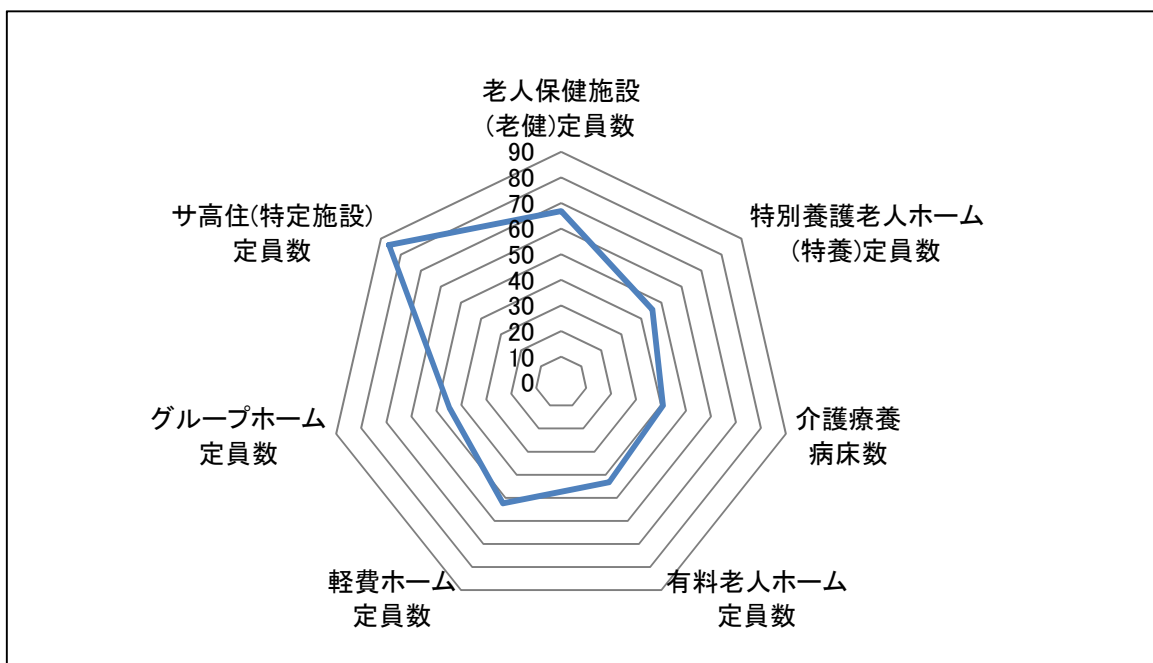 老人保健施設
(老健)定員数
90
80
70
60
50
40
30
20
10
0
特別養護老人ホーム
(特養)定員数
介護療養
病床数
有料老人ホーム
定員数
軽費ホーム
定員数
グループホーム
定員数
サ高住(特定施設)
定員数